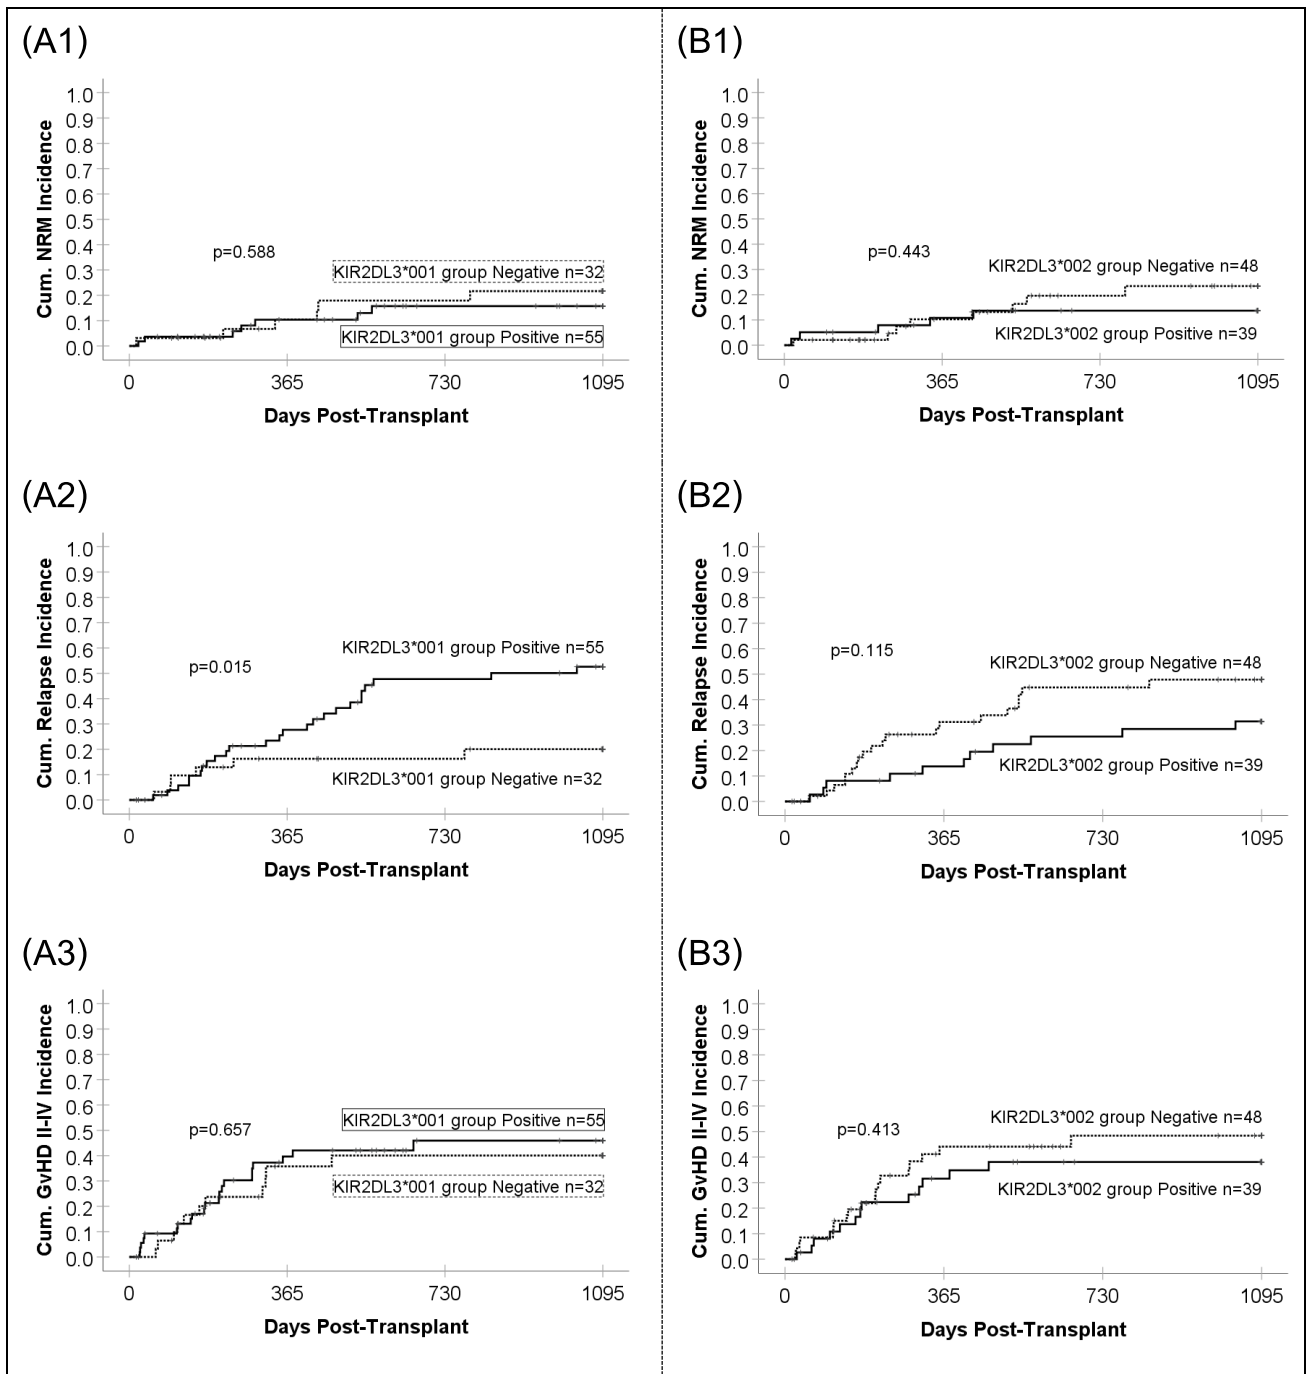 (A1)
Cum. NRM Incidence
1.0
0.9
0.8
0.7
0.6
0.5
0.4
0.3
0.2
0.1
0.0
p=0.588
KIR2DL3*001 group Negative n=32
KIR2DL3*001 group Positive n=55
0 365 730 1095
Days Post-Transplant
(B1)
Cum. NRM Incidence
1.0
0.9
0.8
0.7
0.6
0.5
0.4
0.3
0.2
0.1
0.0
p=0.443
KIR2DL3*002 group Negative n=48
KIR2DL3*002 group Positive n=39
0 365 730 1095
Days Post-Transplant
(A2)
Cum. Relapse Incidence
1.0
0.9
0.8
0.7
0.6
0.5
0.4
0.3
0.2
0.1
0.0
KIR2DL3*001 group Positive n=55
p=0.015
KIR2DL3*001 group Negative n=32
0 365 730 1095
Days Post-Transplant
(B2)
Cum. Relapse Incidence
1.0
0.9
0.8
0.7
0.6
0.5
0.4
0.3
0.2
0.1
0.0
p=0.115
KIR2DL3*002 group Negative n=48
KIR2DL3*002 group Positive n=39
0 365 730 1095
Days Post-Transplant
(A3)
Cum. GvHD II-IV Incidence
1.0
0.9
0.8
0.7
0.6
0.5
0.4
0.3
0.2
0.1
0.0
KIR2DL3*001 group Positive n=55
p=0.657
KIR2DL3*001 group Negative n=32
0 365 730 1095
Days Post-Transplant
(B3)
Cum. GvHD II-IV Incidence
1.0
0.9
0.8
0.7
0.6
0.5
0.4
0.3
0.2
0.1
0.0
KIR2DL3*002 group Negative n=48
p=0.413
KIR2DL3*002 group Positive n=39
0 365 730 1095
Days Post-Transplant